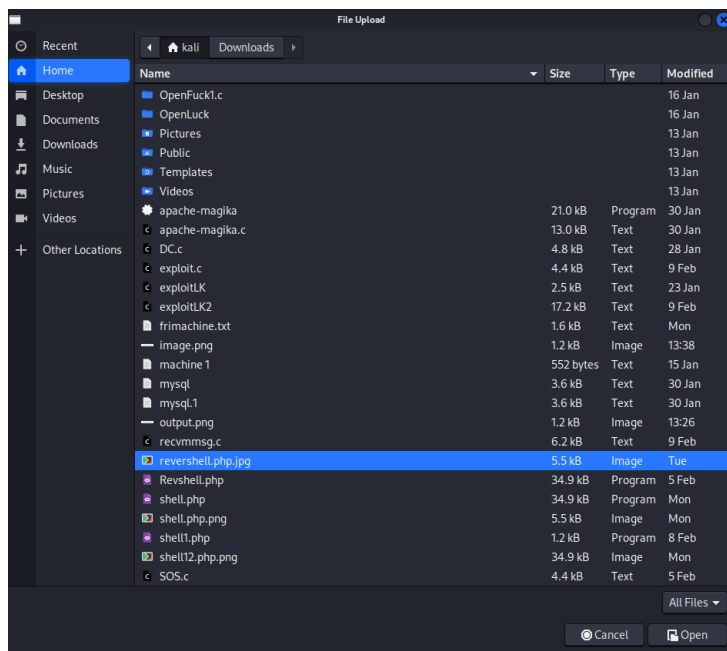 File Upload
Recent
Home
Desktop
Documents
Downloads
Music
Pictures
Videos
Other Locations
kali Downloads
Name Size Type Modified
OpenFuck1.c 16 Jan
OpenLuck 16 Jan
Pictures 13 Jan
Public 13 Jan
Templates 13 Jan
Videos 13 Jan
apache-magika 21.0 kB Program 30 Jan
apache-magika.c 13.0 kB Text 30 Jan
DC.c 4.8 kB Text 28 Jan
exploit.c 4.4 kB Text 9 Feb
exploitLK 2.5 kB Text 23 Jan
exploitLK2 17.2 kB Text 9 Feb
frimachine.txt 1.6 kB Text Mon
image.png 1.2 kB Image 13:38
machine 1 552 bytes Text 15 Jan
mysql 3.6 kB Text 30 Jan
mysql.1 3.6 kB Text 30 Jan
output.png 1.2 kB Image 13:26
recvmmsg.c 6.2 kB Text 9 Feb
revershell.php.jpg 5.5 kB Image Tue
Revshell.php 34.9 kB Program 5 Feb
shell.php 34.9 kB Program Mon
shell.php.png 5.5 kB Image Mon
shell1.php 1.2 kB Program 8 Feb
shell12.php.png 34.9 kB Image Mon
SOS.c 4.4 kB Text 5 Feb
All Files
Cancel Open